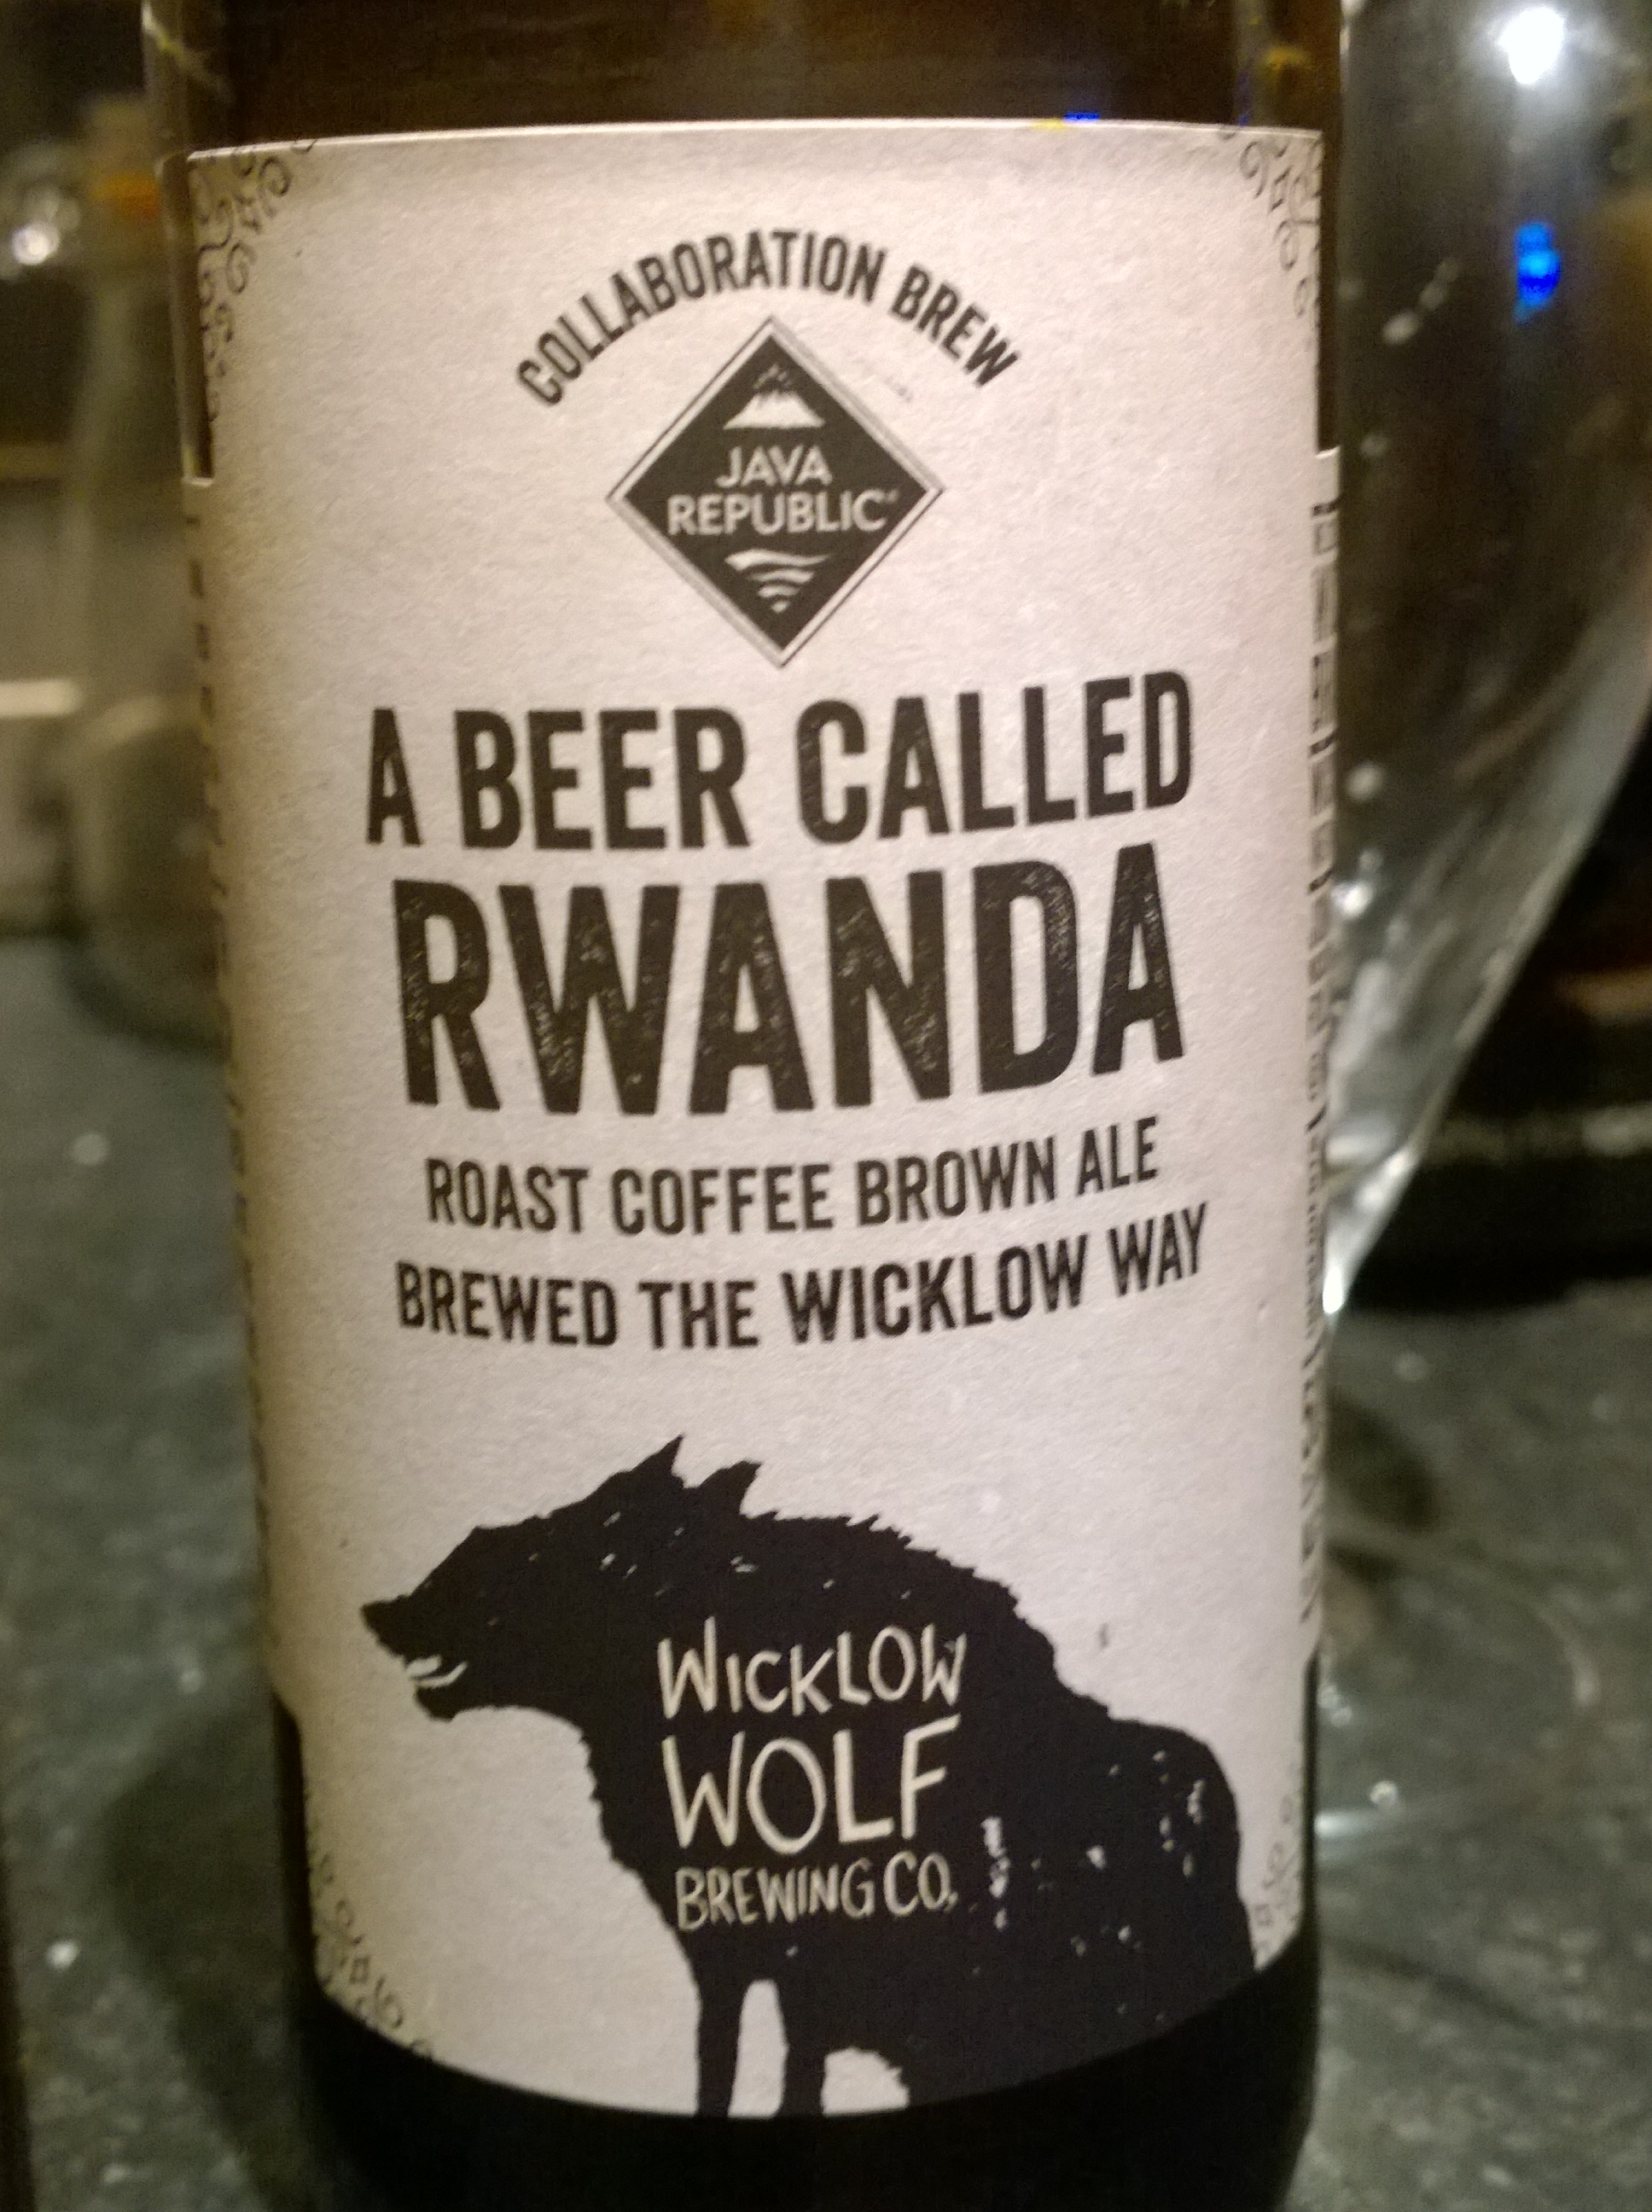 COLLABORATION BREW
JAVA
REPUBLIC
A BEER CALLED
RWANDA
ROAST COFFEE BROWN ALE
BREWED THE WICKLOW WAY
WICKLOW
WOLF
BREWING CO.